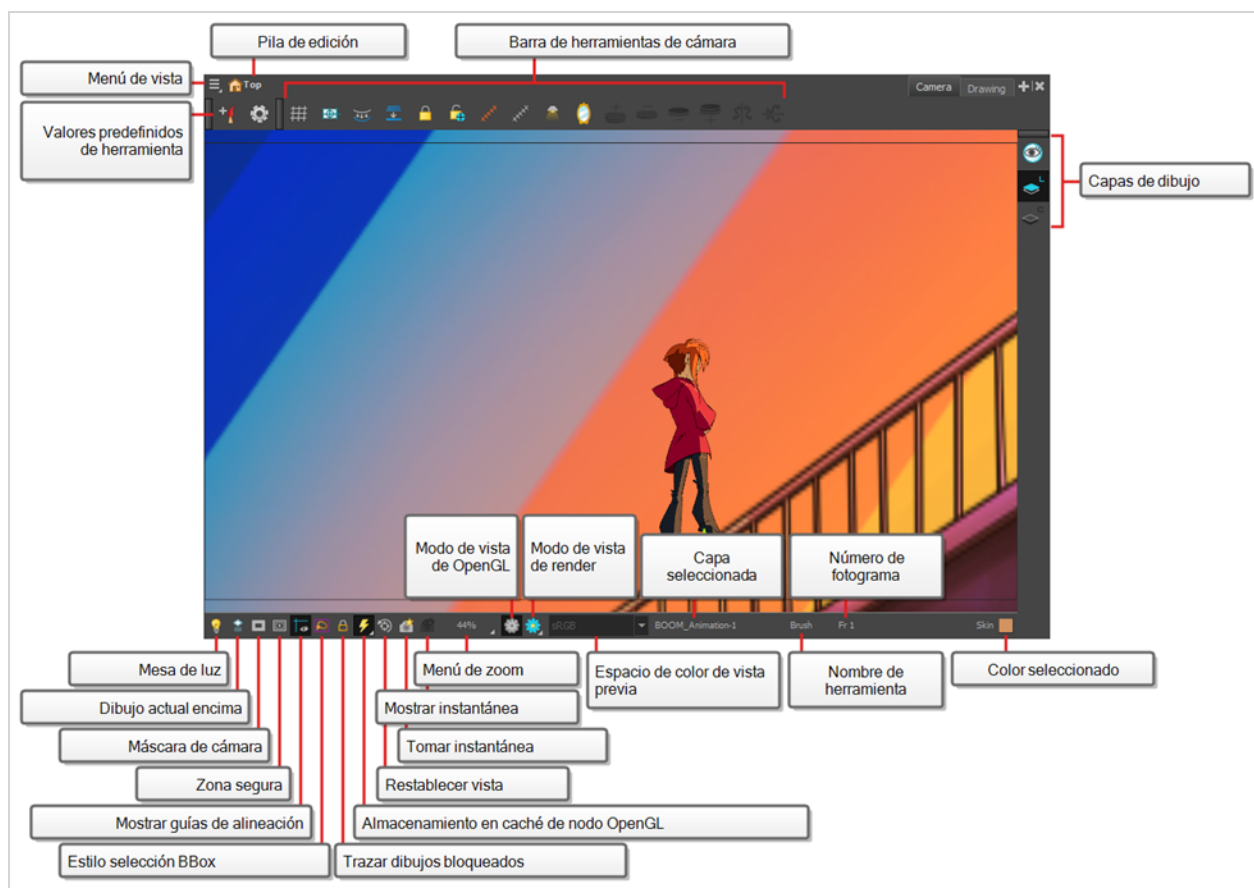 Pila de edición
Barra de herramientas de cámara
Menú de vista
Top
Camera
Drawing
Valores predefinidos
de herramienta
L
C
Capas de dibujo
Modo de vista
de OpenGL
Modo de vista
de render
Capa
seleccionada
Número de
fotograma
44%
sRGB
BOOM_Animation-1
Brush
Fr 1
Skin
Mesa de luz
Menú de zoom
Espacio de color de vista
previa
Nombre de
herramienta
Color seleccionado
Dibujo actual encima
Mostrar instantánea
Máscara de cámara
Tomar instantánea
Zona segura
Restablecer vista
Mostrar guías de alineación
Almacenamiento en caché de nodo OpenGL
Estilo selección BBox
Trazar dibujos bloqueados